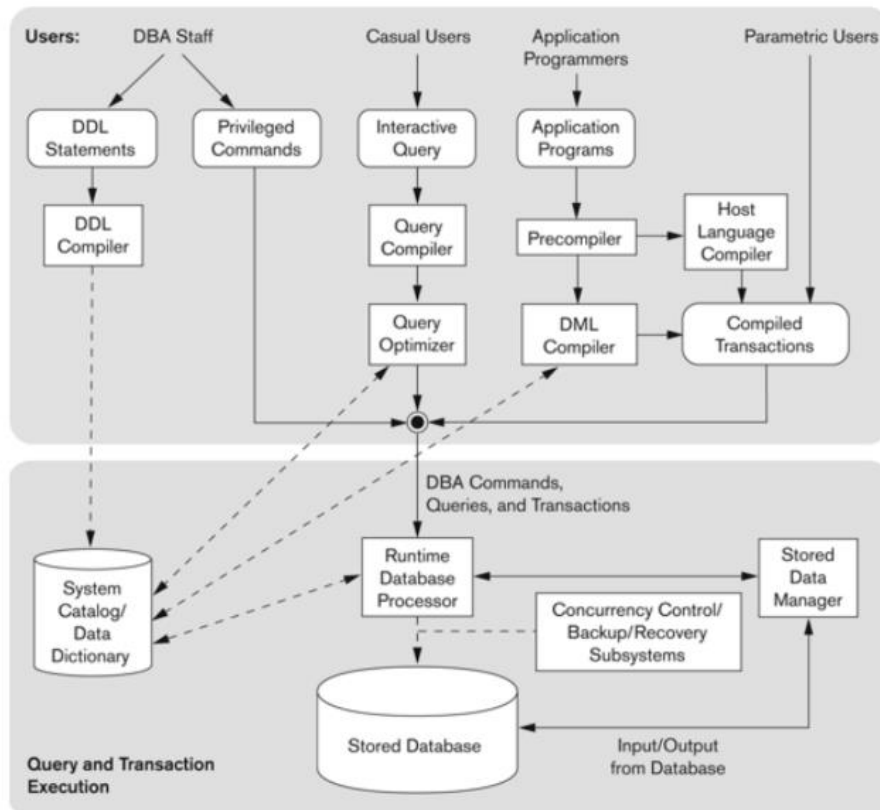 Users: DBA Staff Casual Users Application Parametric Users
Programmers
DDL
Statements
Privileged
Commands
Interactive
Query
Application
Programs
DDL
Compiler
Query
Compiler
Precompiler
Host
Language
Compiler
Query
Optimizer
DML
Compiler
Compiled
Transactions
DBA Commands,
Queries, and Transactions
System
Catalog/
Data
Dictionary
Runtime
Database
Processor
Stored
Data
Manager
Concurrency Control/
Backup/Recovery
Subsystems
Stored Database
Input/Output
from Database
Query and Transaction
Execution